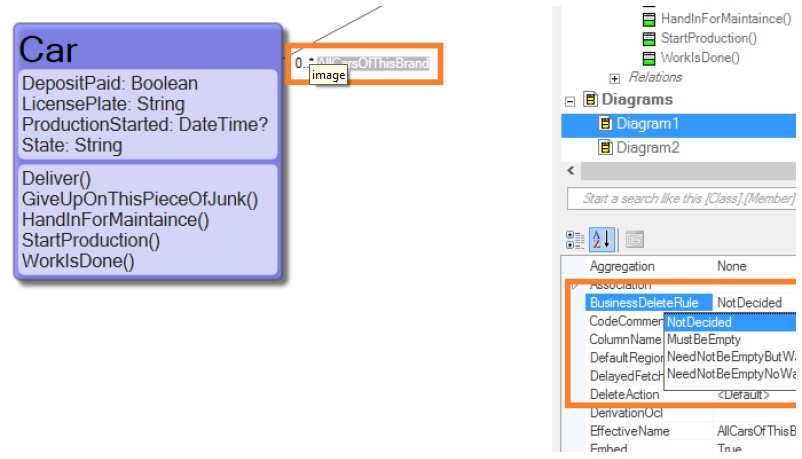 Car
DepositPaid: Boolean
LicensePlate: String
ProductionStarted: DateTime?
State: String
Deliver()
GiveUpOnThisPieceOfJunk()
HandInForMaintaince()
StartProduction()
WorkIsDone()
0..* AllCarsOfThisBrand
image
HandInForMaintaince()
StartProduction()
WorkIsDone()
Relations
Diagrams
Diagram1
Diagram2
Start a search like this [Class].[Member]
Aggregation None
Association
BusinessDeleteRule NotDecided
CodeCommen NotDecided
ColumnName MustBeEmpty
DefaultRegion NeedNotBeEmptyButWa
DelayedFetch NeedNotBeEmptyNoWa
DeleteAction <Default>
DerivationOcl
EffectiveName AllCarsOfThisB
Embed True